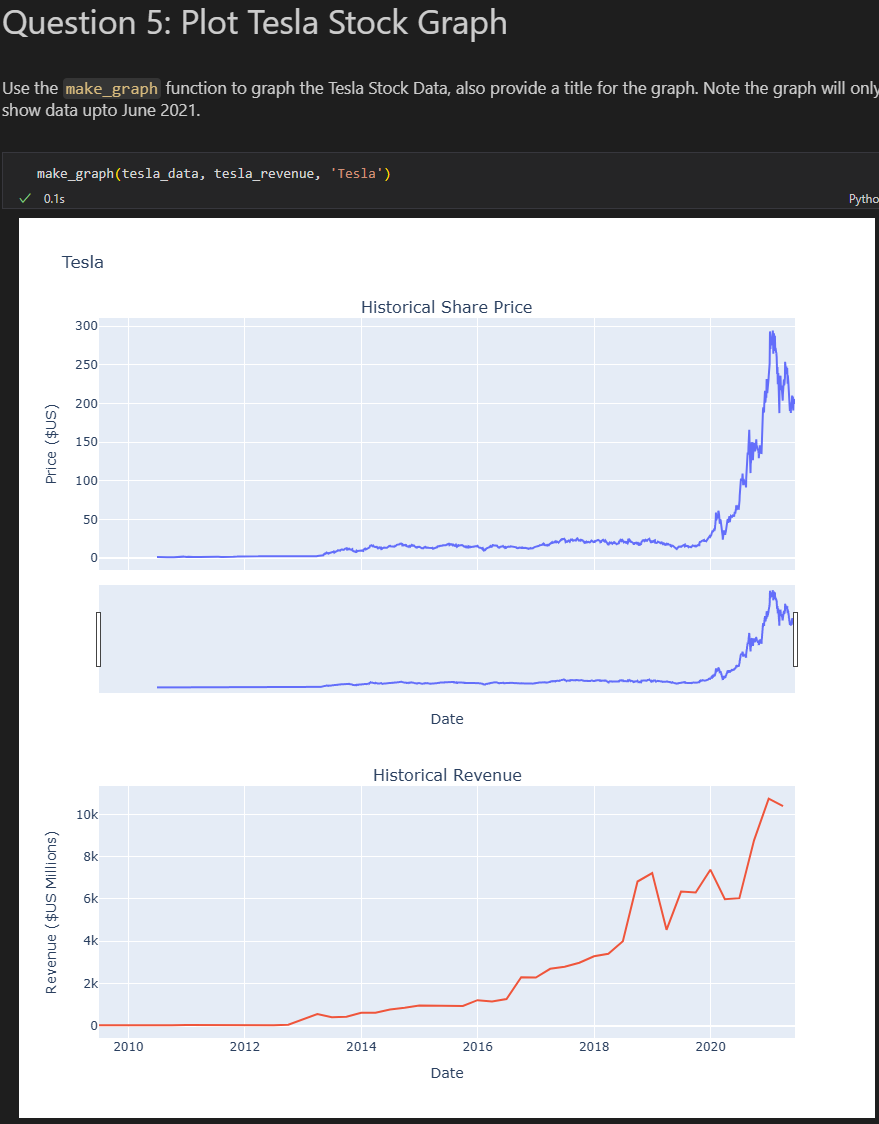 Question 5: Plot Tesla Stock Graph
Use the make_graph function to graph the Tesla Stock Data, also provide a title for the graph. Note the graph will only
show data upto June 2021.
make_graph(tesla_data, tesla_revenue, 'Tesla')
0.1s
Pytho
Tesla
Historical Share Price
300
250
200
150
100
50
0
Price ($US)
Date
Historical Revenue
10k
8k
6k
4k
2k
0
Revenue ($US Millions)
2010 2012 2014 2016 2018 2020
Date